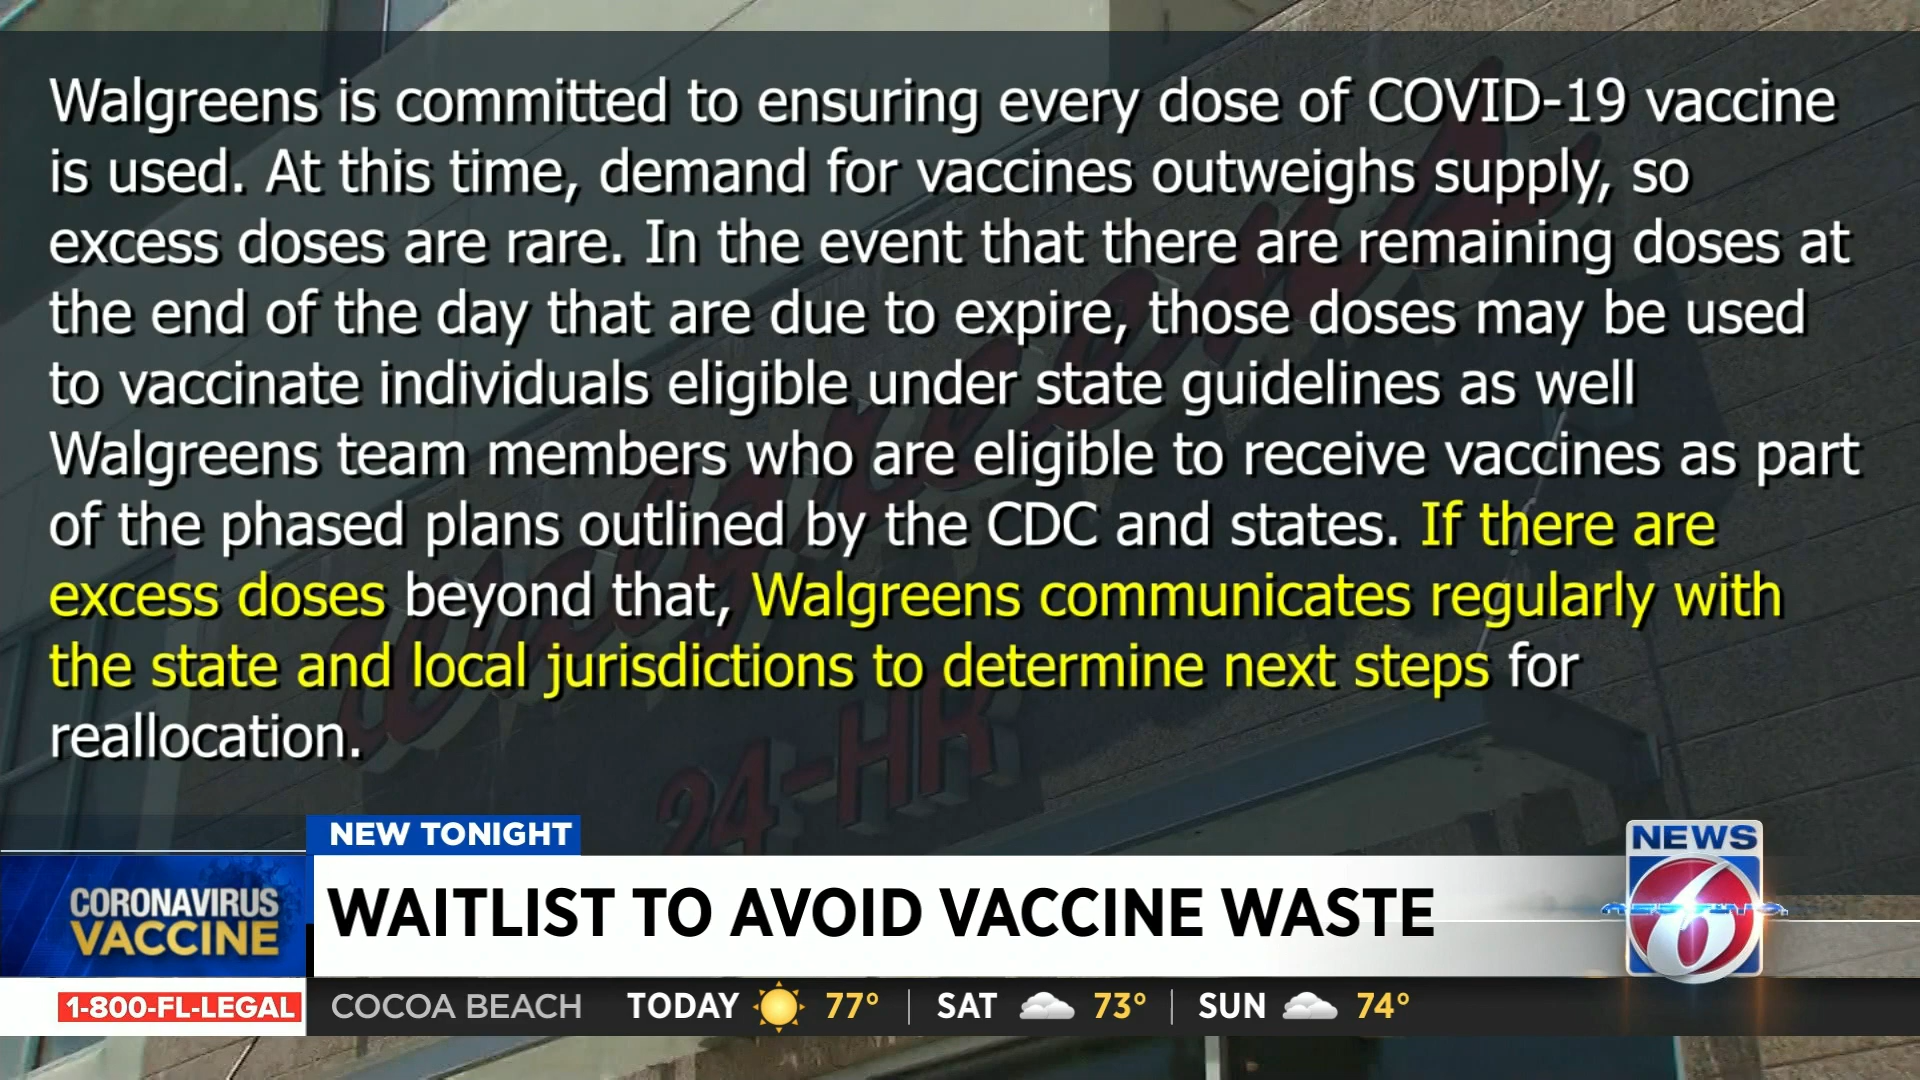 Walgreens is committed to ensuring every dose of COVID-19 vaccine
is used. At this time, demand for vaccines outweighs supply, so
excess doses are rare. In the event that there are remaining doses at
the end of the day that are due to expire, those doses may be used
to vaccinate individuals eligible under state guidelines as well
Walgreens team members who are eligible to receive vaccines as part
of the phased plans outlined by the CDC and states. If there are
excess doses beyond that, Walgreens communicates regularly with
the state and local jurisdictions to determine next steps for
reallocation.
Walgreens
24-HR
NEW TONIGHT
CORONAVIRUS
VACCINE
WAITLIST TO AVOID VACCINE WASTE
NEWS
6
1-800-FL-LEGAL
COCOA BEACH TODAY 77° SAT 73° SUN 74°